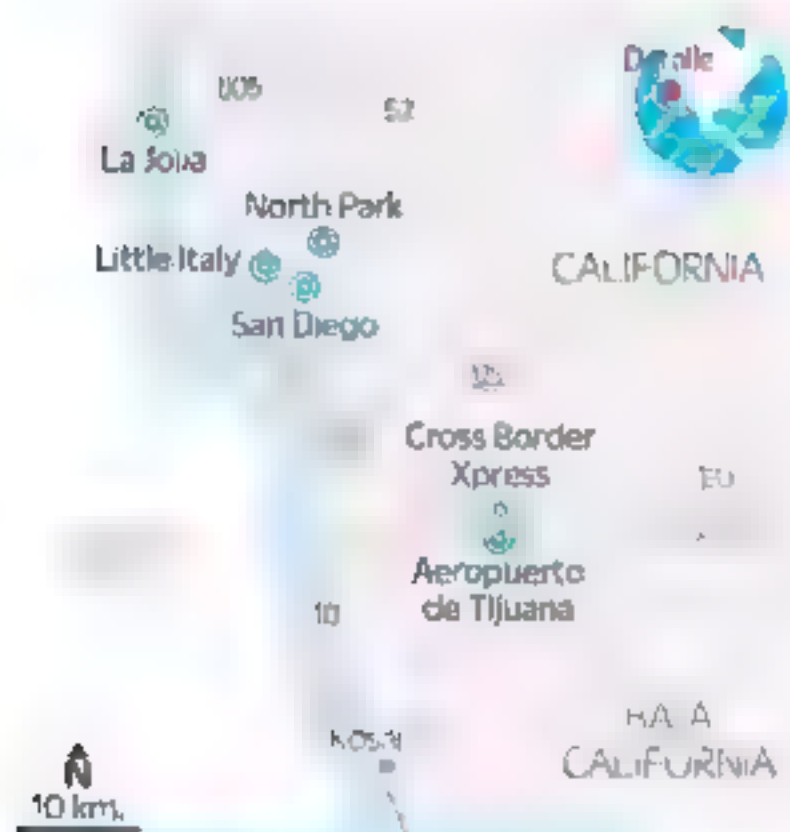 Detalle
52
La Jolla
North Park
Little Italy
San Diego
CALIFORNIA
Cross Border
Xpress
Aeropuerto
de Tijuana
10
BAJA
CALIFORNIA
N
10 km